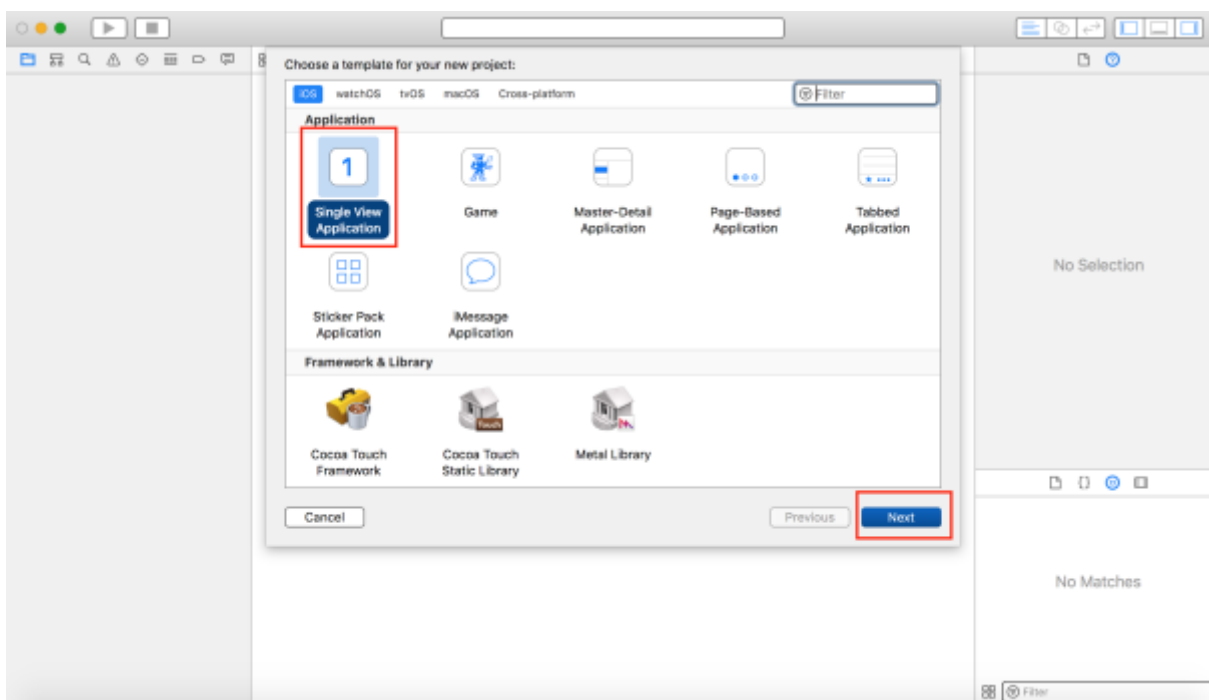 Choose a template for your new project:
iOS watchOS tvOS macOS Cross-platform
Filter
Application
1
Single View
Application
Game
Master-Detail
Application
Page-Based
Application
Tabbed
Application
Sticker Pack
Application
iMessage
Application
Framework & Library
Cocoa Touch
Framework
Touch
Cocoa Touch
Static Library
Metal Library
Cancel
Previous
Next
No Selection
{}
No Matches
Filter